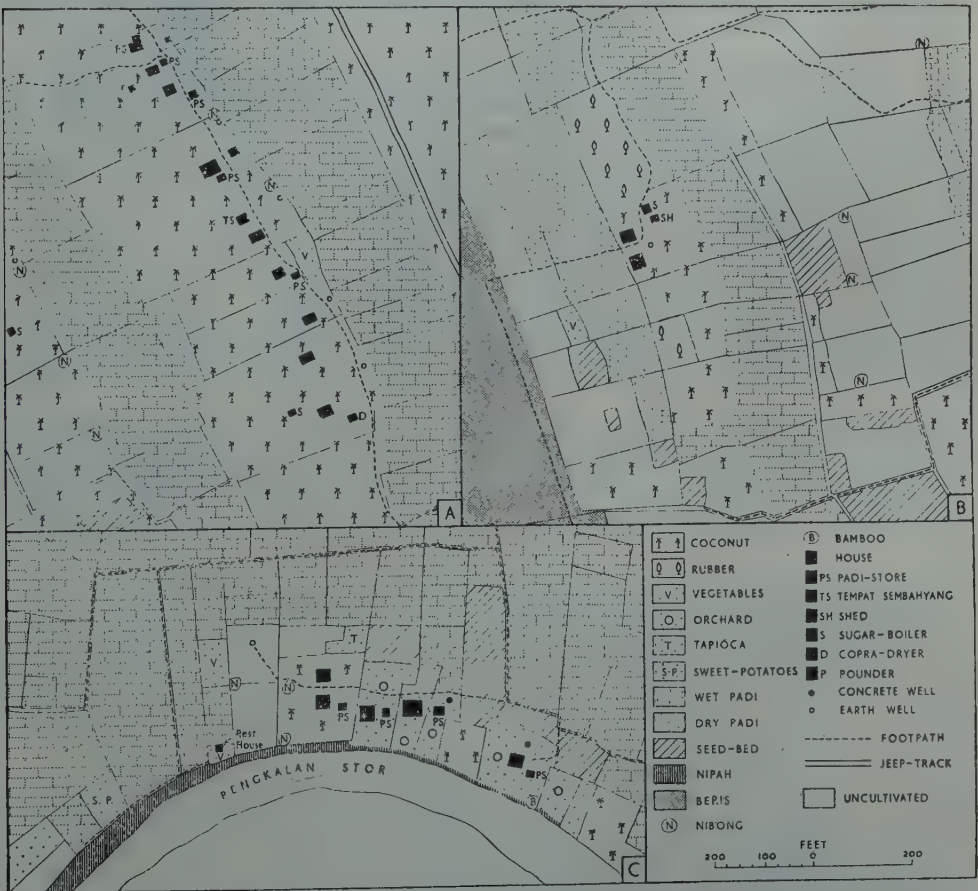 PS
PS
PS
N
PS
N
TS
V
PS
N
S
N
S
D
N
A
N
S
SH
N
N
V
N
B
T
V
N
N
PS
PS
PS
Rest
House
V
N
PS
PENGKALAN STOR
S.P.
B
C
COCONUT
RUBBER
V VEGETABLES
ORCHARD
T TAPIOCA
S·P· SWEET-POTATOES
WET PADI
DRY PADI
SEED-BED
NIPAH
BERIS
N NIBONG
B BAMBOO
HOUSE
PS PADI-STORE
TS TEMPAT SEMBAHYANG
SH SHED
S SUGAR-BOILER
D COPRA-DRYER
P POUNDER
CONCRETE WELL
EARTH WELL
FOOTPATH
JEEP-TRACK
UNCULTIVATED
FEET
200 100 0 200